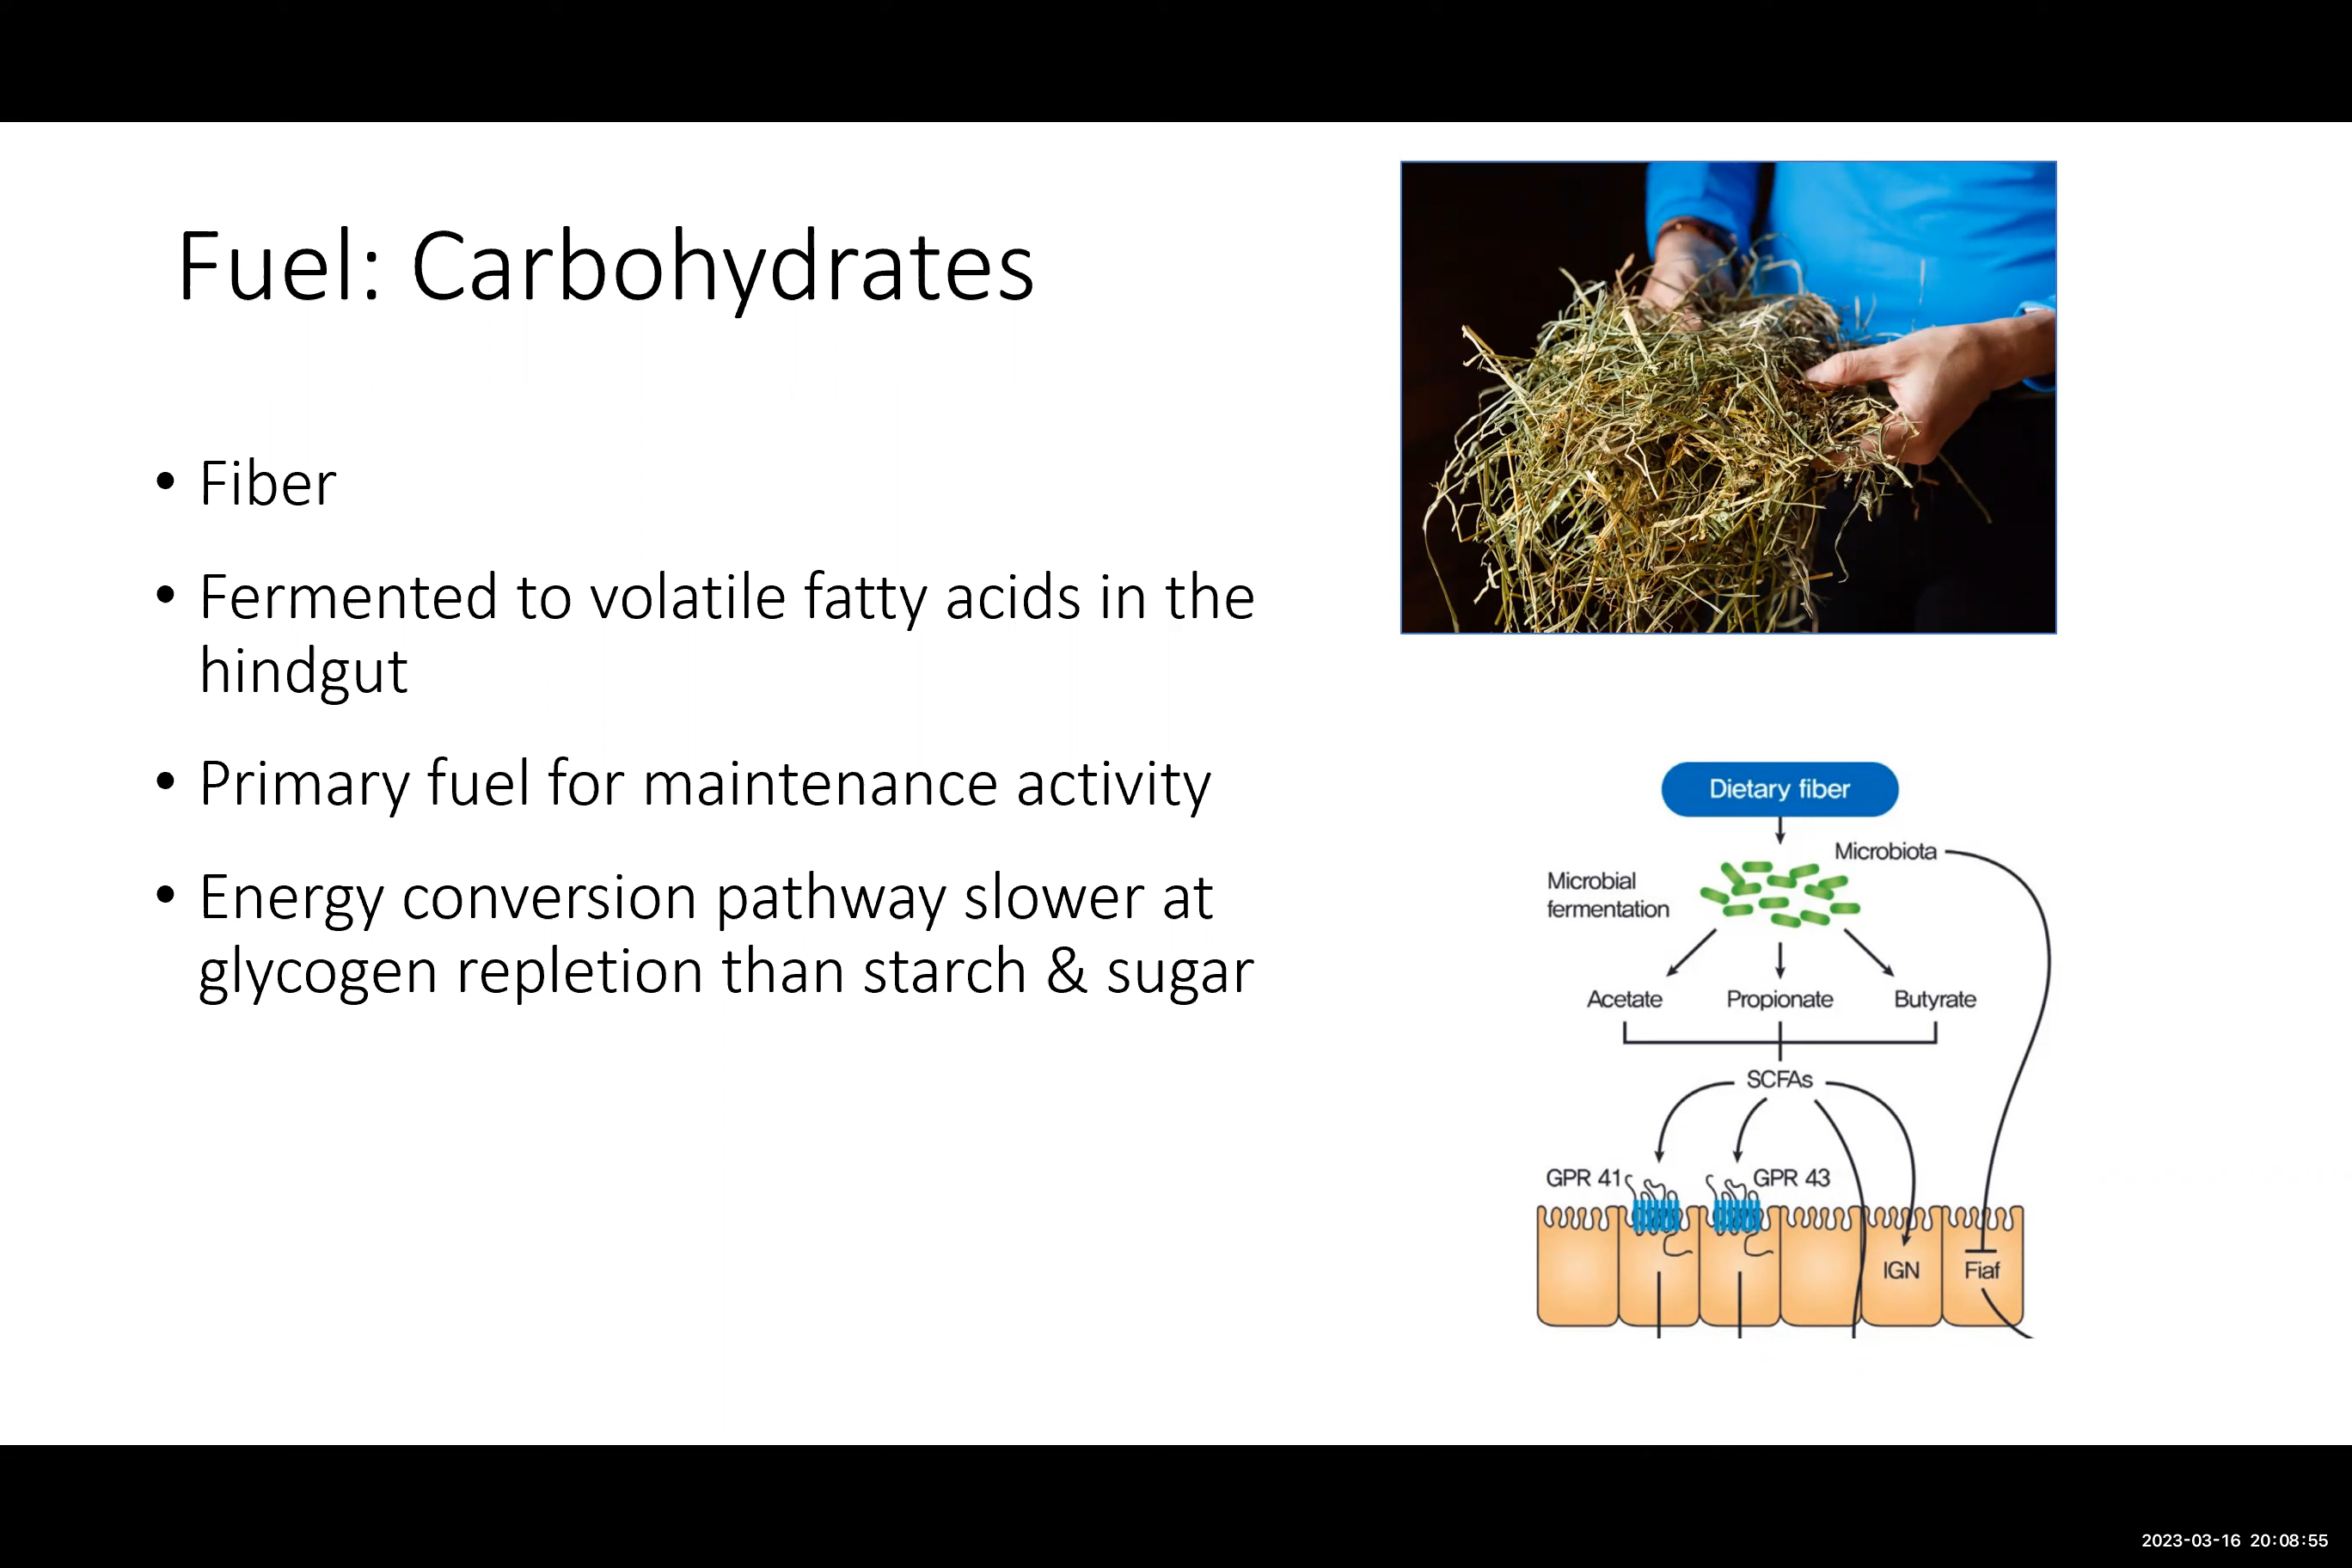 Fuel: Carbohydrates
• Fiber
• Fermented to volatile fatty acids in the
hindgut
• Primary fuel for maintenance activity
• Energy conversion pathway slower at
glycogen repletion than starch & sugar
Dietary fiber
Microbiota
Microbial
fermentation
Acetate Propionate Butyrate
SCFAs
GPR 41 GPR 43
IGN Fiaf
2023-03-16 20:08:55